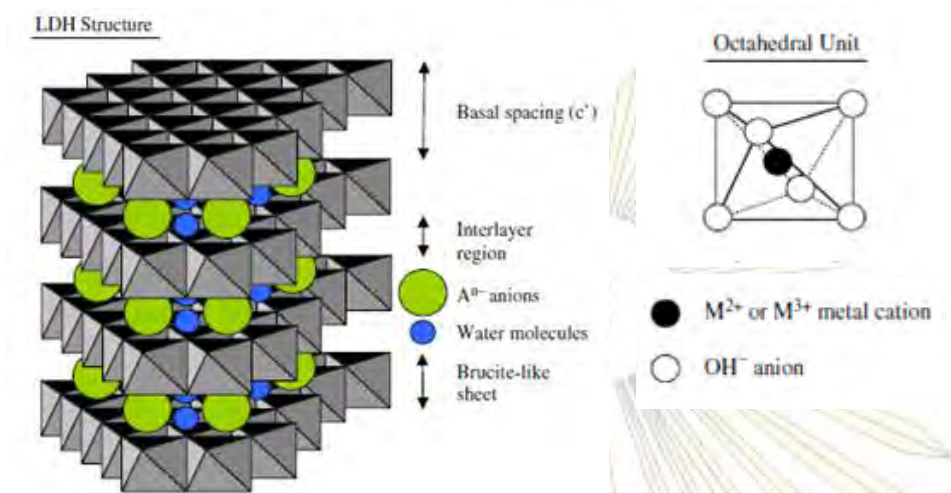 LDH Structure
Basal spacing (c')
Interlayer
region
Aⁿ⁻ anions
Water molecules
Brucite-like
sheet
Octahedral Unit
M²⁺ or M³⁺ metal cation
OH⁻ anion